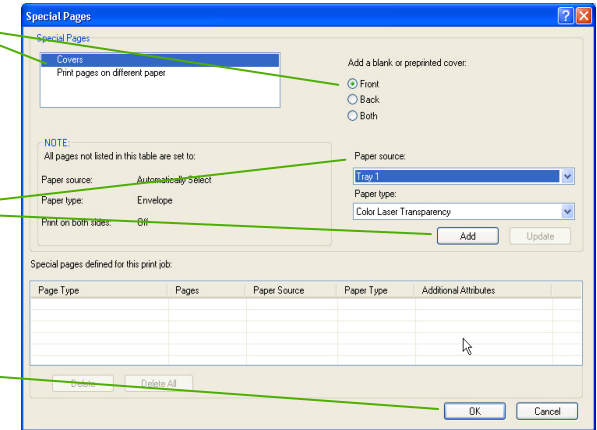 Special Pages
Special Pages
Covers
Print pages on different paper
Add a blank or preprinted cover:
Front
Back
Both
NOTE:
All pages not listed in this table are set to:
Paper source: Automatically Select
Paper type: Envelope
Print on both sides: Off
Paper source:
Tray 1
Paper type:
Color Laser Transparency
Add Update
Special pages defined for this print job:
Page Type Pages Paper Source Paper Type Additional Attributes
Delete Delete All
OK Cancel